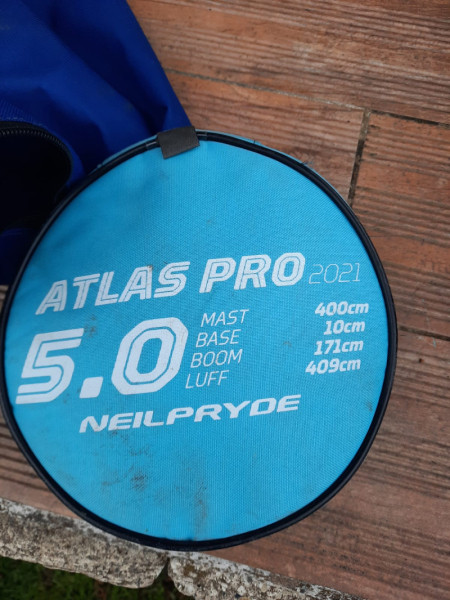 ATLAS PRO 2021
5.0
MAST 400cm
BASE 10cm
BOOM 171cm
LUFF 409cm
NEILPRYDE